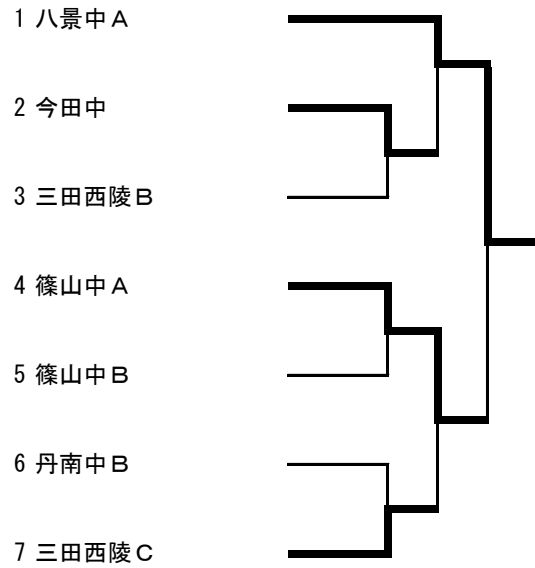 1 八景中Ａ
2 今田中
3 三田西陵Ｂ
4 篠山中Ａ
5 篠山中Ｂ
6 丹南中Ｂ
7 三田西陵Ｃ